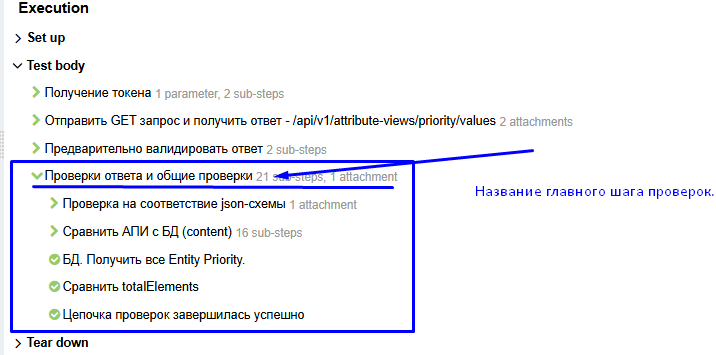 Execution
Set up
Test body
Получение токена 1 parameter, 2 sub-steps
Отправить GET запрос и получить ответ - /api/v1/attribute-views/priority/values 2 attachments
Предварительно валидировать ответ 2 sub-steps
Проверки ответа и общие проверки 21 sub-steps, 1 attachment
Название главного шага проверок.
Проверка на соответствие json-схемы 1 attachment
Сравнить АПИ с БД (content) 16 sub-steps
БД. Получить все Entity Priority.
Сравнить totalElements
Цепочка проверок завершилась успешно
Tear down